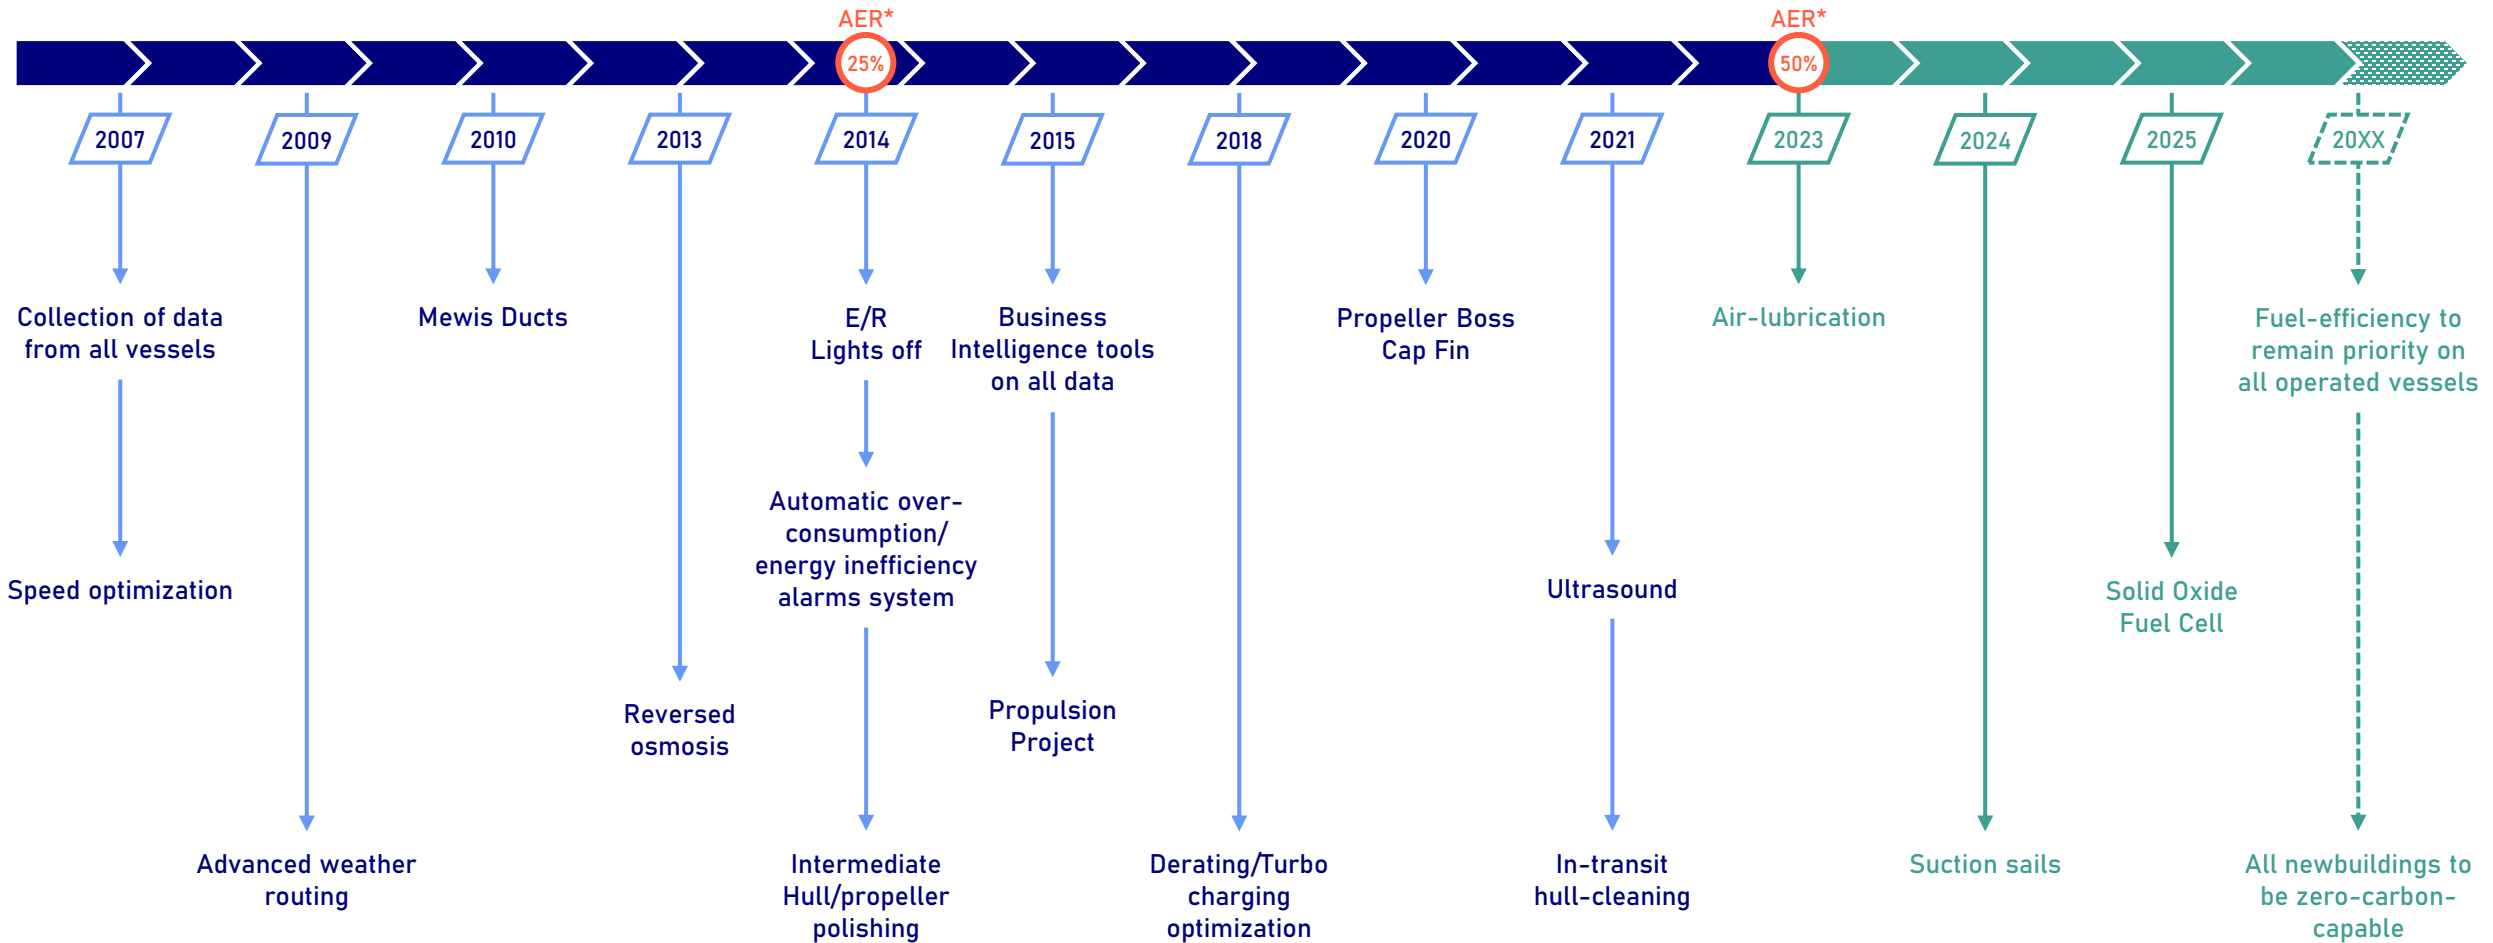 AER*
AER*
25%
50%
2007
2009
2010
2013
2014
2015
2018
2020
2021
2023
2024
2025
20XX
Collection of data
from all vessels
Speed optimization
Advanced weather
routing
Mewis Ducts
Reversed
osmosis
E/R
Lights off
Automatic over-
consumption/
energy inefficiency
alarms system
Intermediate
Hull/propeller
polishing
Business
Intelligence tools
on all data
Propulsion
Project
Derating/Turbo
charging
optimization
Propeller Boss
Cap Fin
Ultrasound
In-transit
hull-cleaning
Air-lubrication
Suction sails
Solid Oxide
Fuel Cell
Fuel-efficiency to
remain priority on
all operated vessels
All newbuildings to
be zero-carbon-
capable